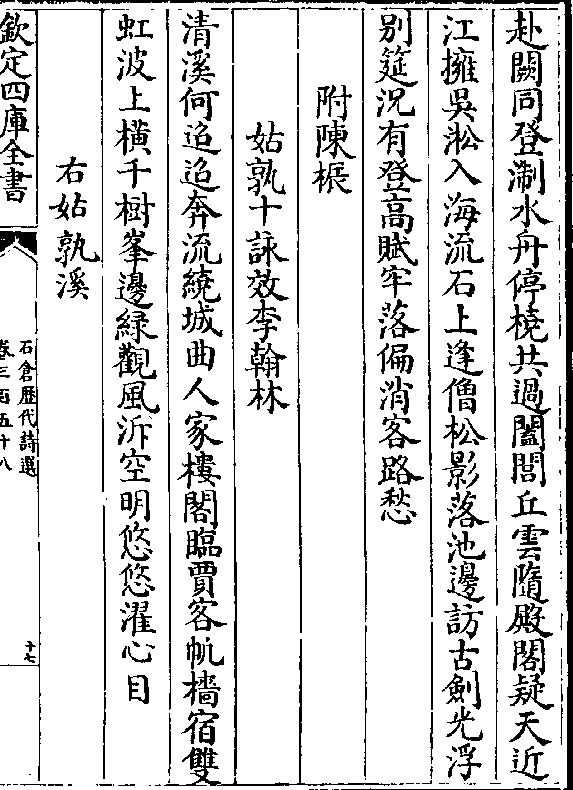 赴闕同登淛水舟停橈共過闔閭丘雲隨殿閣疑天近
江擁吳淞入海流石上逢僧松影落池邊訪古劍光浮
別筵況有登高賦牢落偏消客路愁
附陳棖
姑孰十詠效李翰林
清溪何迢迢奔流繞城曲人家樓閣臨賈客帆檣宿雙
虹波上橫千樹峯邊緑觀風泝空明悠悠濯心目
右姑孰溪
欽定四庫全書
石倉歴代詩選
卷三百五十八
十七